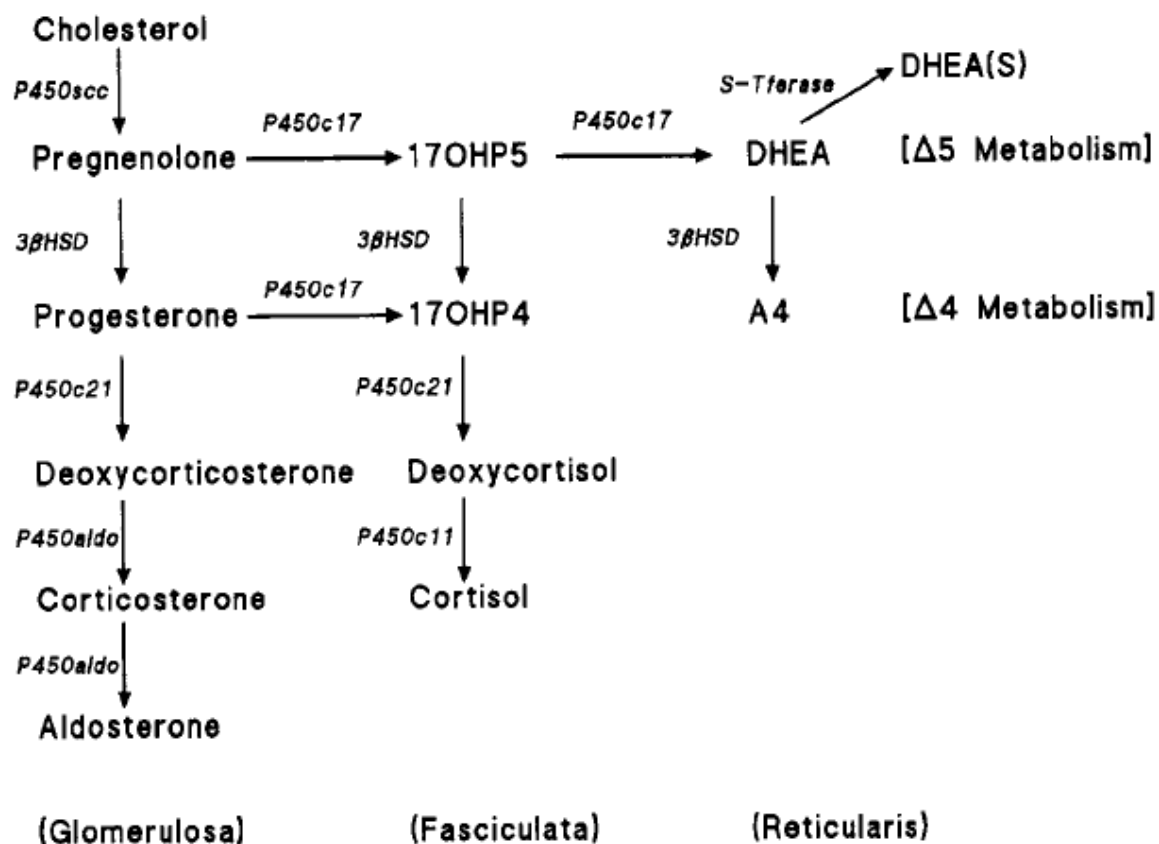 Cholesterol
DHEA(S)
P450scc
S-Tferase
P450c17
P450c17
Pregnenolone
17OHP5
DHEA
[Δ5 Metabolism]
3βHSD
3βHSD
3βHSD
P450c17
Progesterone
17OHP4
A4
[Δ4 Metabolism]
P450c21
P450c21
Deoxycorticosterone
Deoxycortisol
P450aldo
P450c11
Corticosterone
Cortisol
P450aldo
Aldosterone
(Glomerulosa)
(Fasciculata)
(Reticularis)